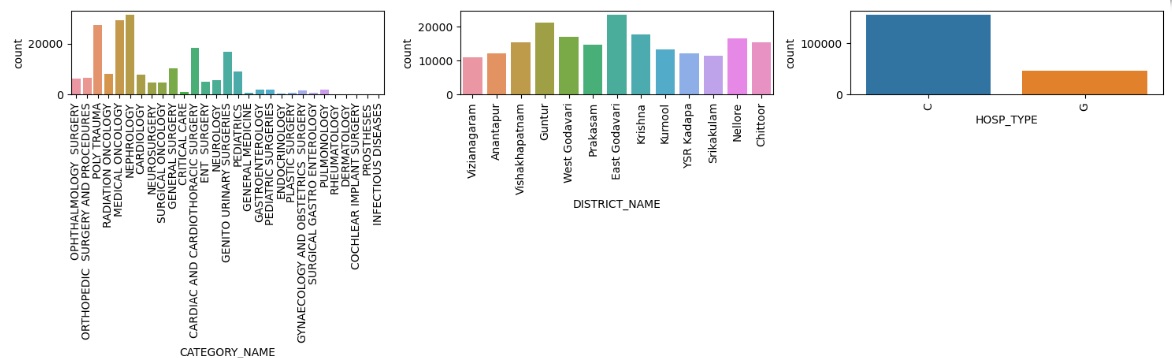 count
20000
0
OPHTHALMOLOGY  SURGERY
ORTHOPEDIC  SURGERY AND PROCEDURES
POLY TRAUMA
RADIATION ONCOLOGY
MEDICAL ONCOLOGY
NEPHROLOGY
CARDIOLOGY
NEUROSURGERY
SURGICAL ONCOLOGY
GENERAL SURGERY
CRITICAL CARE
CARDIAC AND CARDIOTHORACIC SURGERY
ENT  SURGERY
NEUROLOGY
GENITO URINARY SURGERIES
PEDIATRICS
GENERAL MEDICINE
GASTROENTEROLOGY
PEDIATRIC SURGERIES
ENDOCRINOLOGY
PLASTIC SURGERY
GYNAECOLOGY AND OBSTETRICS  SURGERY
SURGICAL GASTRO ENTEROLOGY
PULMONOLOGY
RHEUMATOLOGY
DERMATOLOGY
COCHLEAR IMPLANT SURGERY
PROSTHESES
INFECTIOUS DISEASES
CATEGORY_NAME
count
20000
10000
0
Vizianagaram
Anantapur
Vishakhapatnam
Guntur
West Godavari
Prakasam
East Godavari
Krishna
Kurnool
YSR Kadapa
Srikakulam
Nellore
Chittoor
DISTRICT_NAME
count
100000
0
C
G
HOSP_TYPE